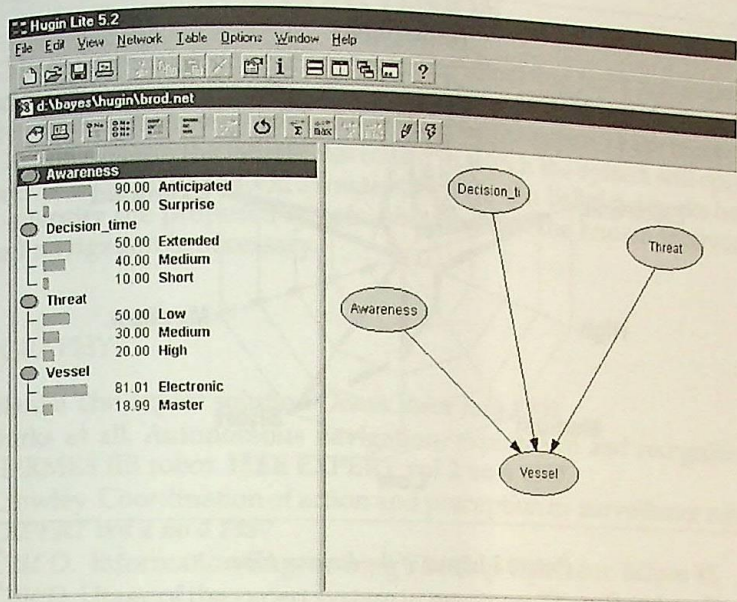 Hugin Lite 5.2
File Edit View Network Table Options Window Help
d:\bayes\hugin\brod.net
Awareness
90.00 Anticipated
10.00 Surprise
Decision_time
50.00 Extended
40.00 Medium
10.00 Short
Threat
50.00 Low
30.00 Medium
20.00 High
Vessel
81.01 Electronic
18.99 Master
Decision_ti
Threat
Awareness
Vessel